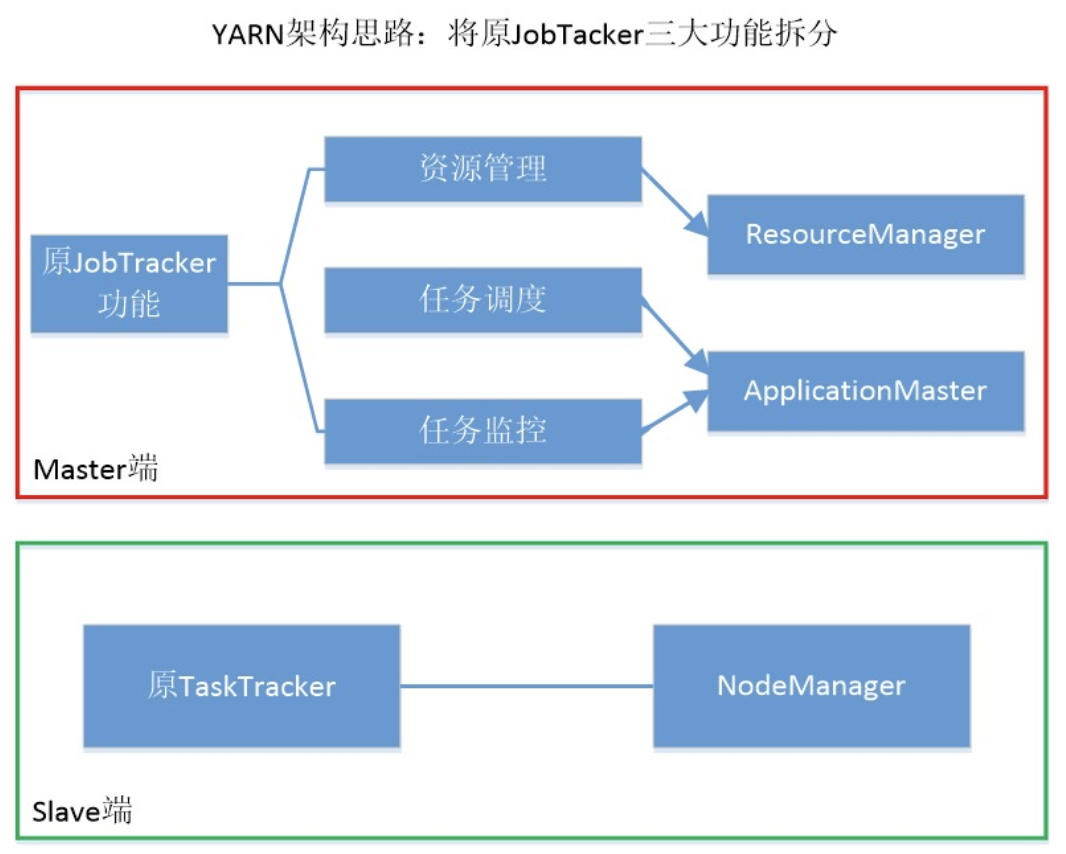 YARN架构思路：将原JobTacker三大功能拆分
资源管理
ResourceManager
原JobTracker
功能
任务调度
ApplicationMaster
任务监控
Master端
原TaskTracker
NodeManager
Slave端